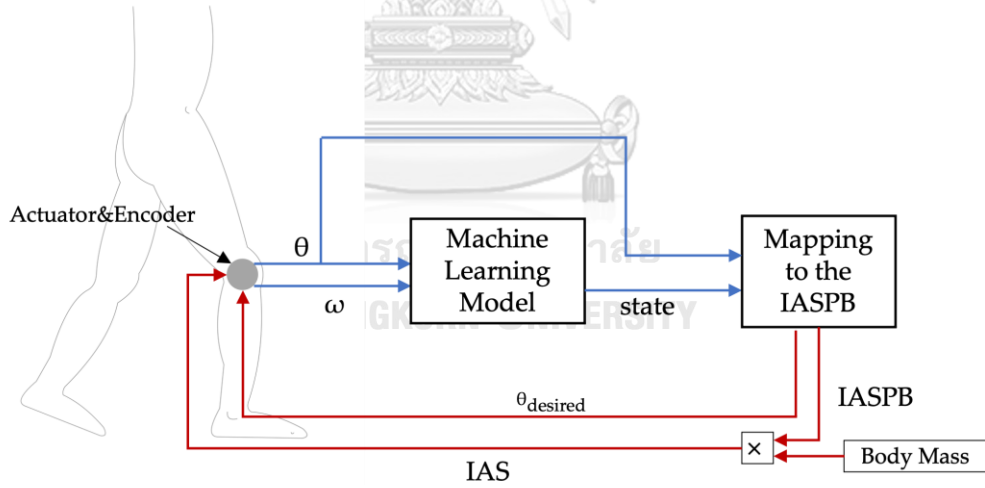 Actuator&Encoder
θ
ω
Machine
Learning
Model
state
Mapping
to the
IASPB
θdesired
IASPB
×
Body Mass
IAS